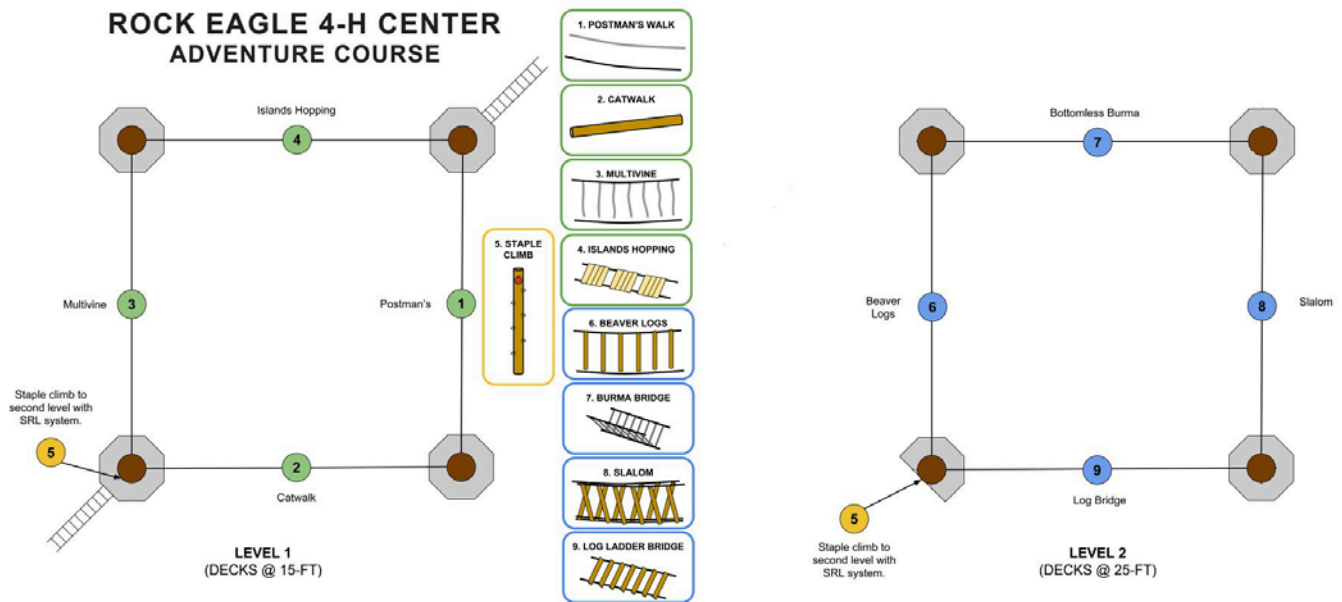 ROCK EAGLE 4-H CENTER
ADVENTURE COURSE
Islands Hopping
4
3
Multivine
Postman's
1
Staple climb to
second level with
SRL system.
5
2
Catwalk
LEVEL 1
(DECKS @ 15-FT)
5. STAPLE
CLIMB
1. POSTMAN'S WALK
2. CATWALK
3. MULTIVINE
4. ISLANDS HOPPING
6. BEAVER LOGS
7. BURMA BRIDGE
8. SLALOM
9. LOG LADDER BRIDGE
Bottomless Burma
7
Beaver
Logs
6
8
Slalom
9
Log Bridge
5
Staple climb to
second level with
SRL system.
LEVEL 2
(DECKS @ 25-FT)